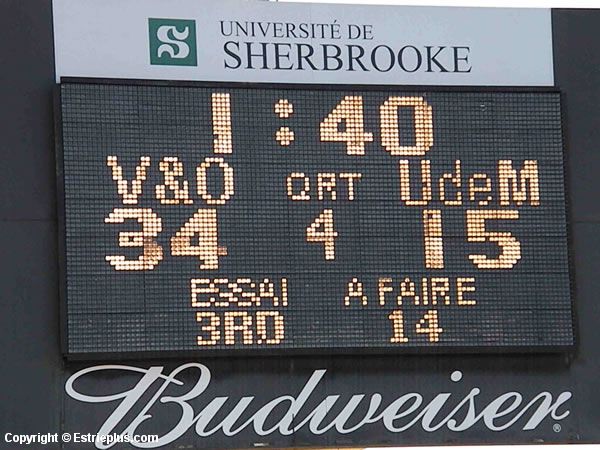 UNIVERSITÉ DE
SHERBROOKE
1:40
V&O QRT UdeM
34 4 15
ESSAI A FAIRE
3RD 14
Budweiser®
Copyright © Estrieplus.com